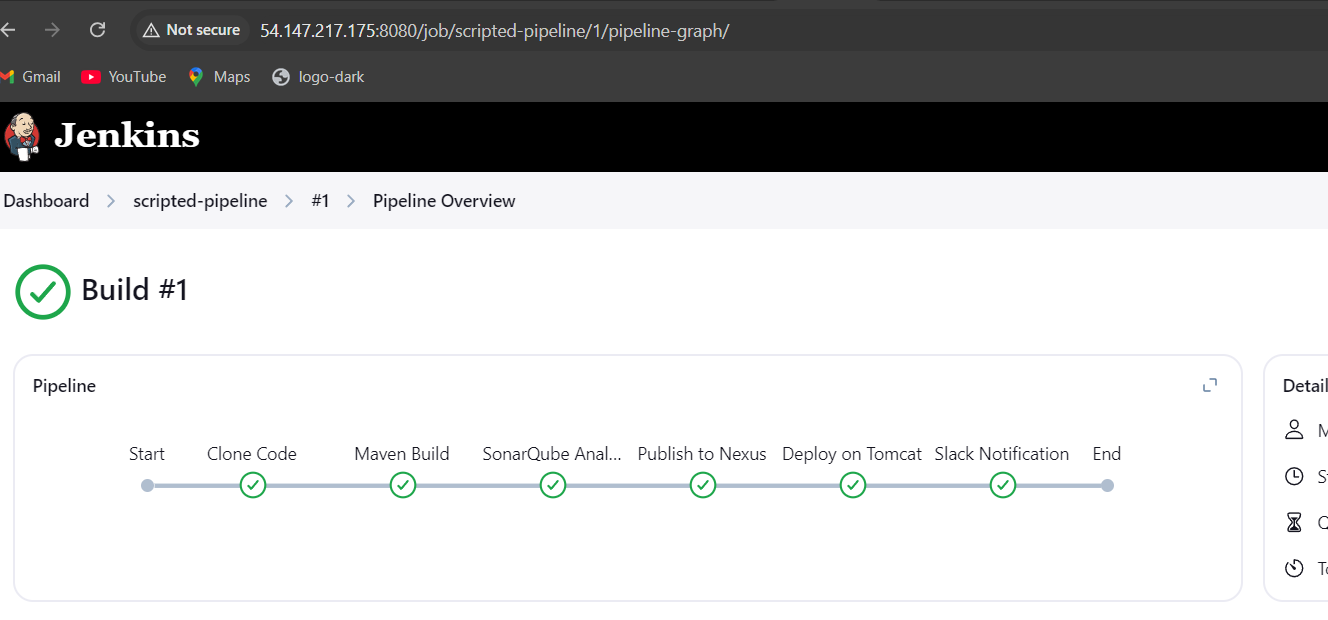 Not secure 54.147.217.175:8080/job/scripted-pipeline/1/pipeline-graph/
Gmail YouTube Maps logo-dark
Jenkins
Dashboard scripted-pipeline #1 Pipeline Overview
Build #1
Pipeline
Detail
Start Clone Code Maven Build SonarQube Anal... Publish to Nexus Deploy on Tomcat Slack Notification End